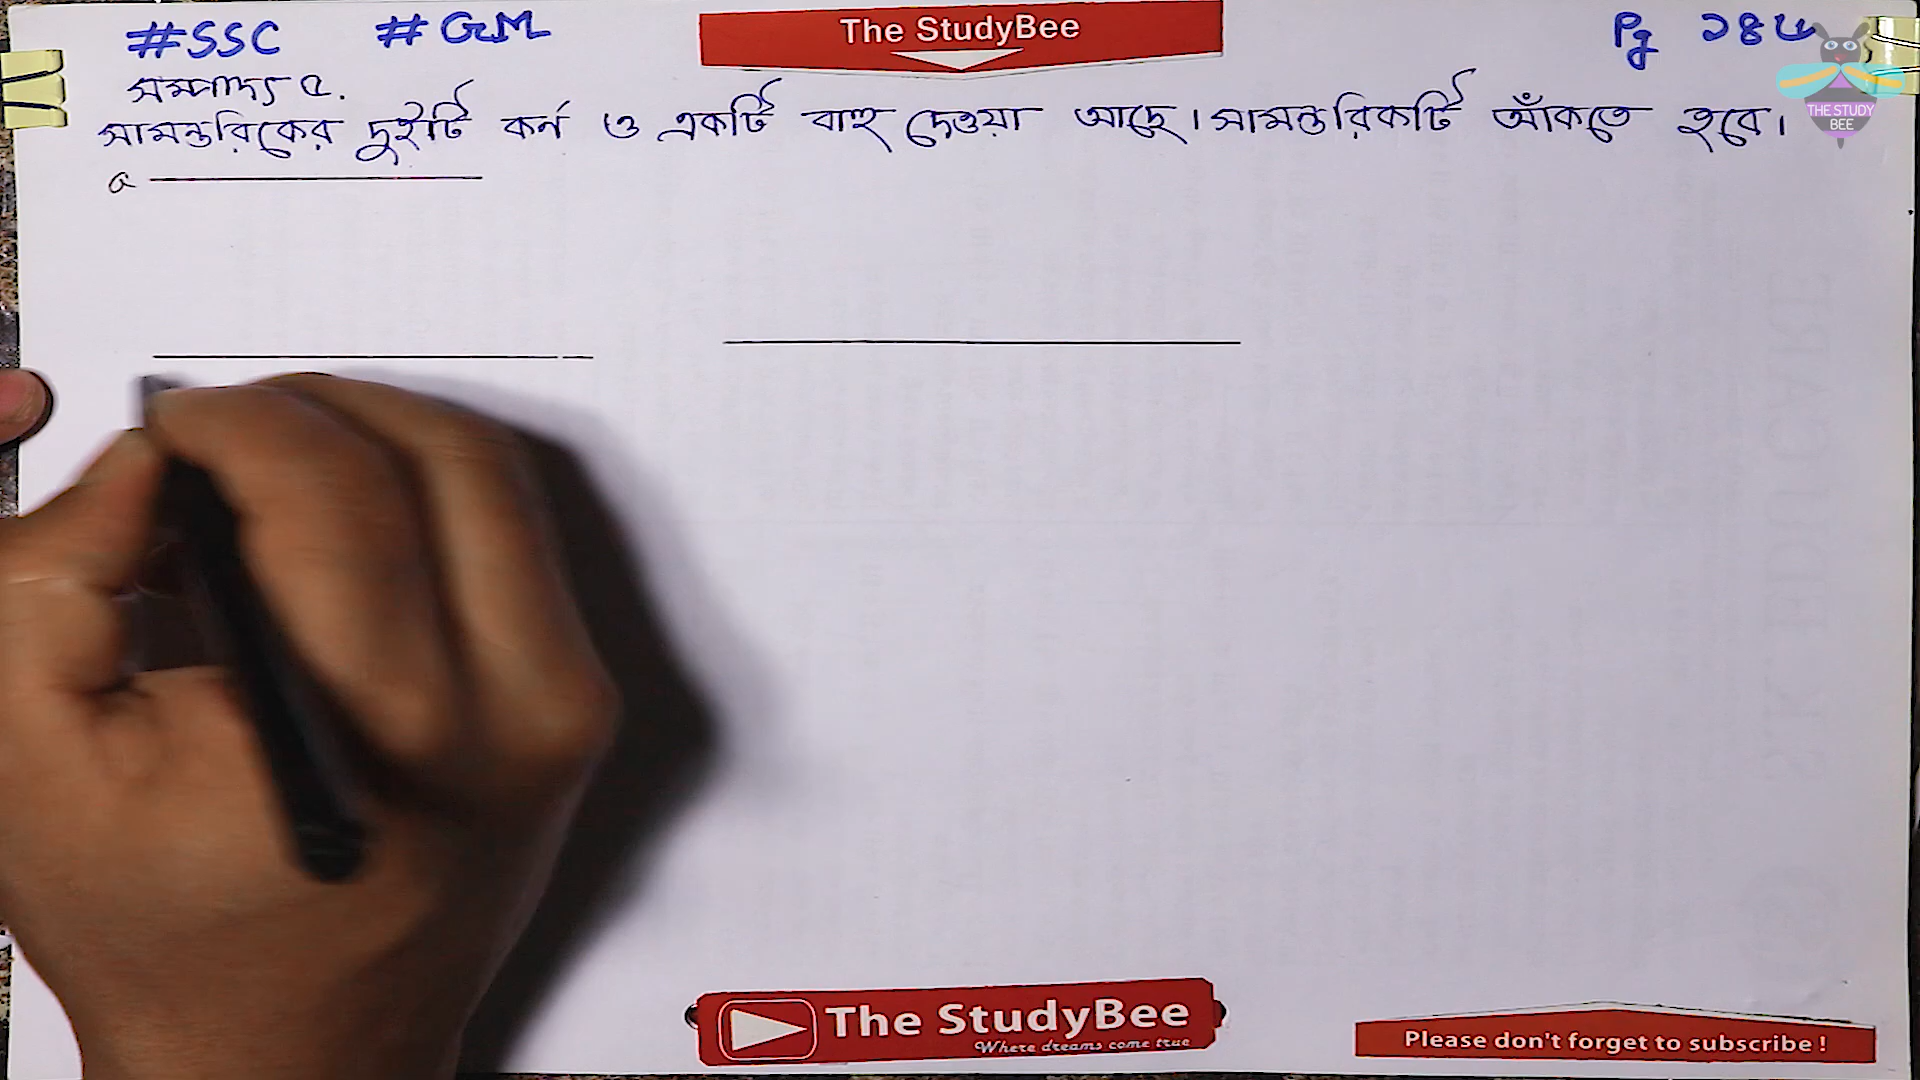 #SSC #GM
The StudyBee
Pg ১৪৬
সম্পাদ্য ৫.
সামন্তরিকের দুইটি কর্ন ও একটি বাহু দেওয়া আছে। সামন্তরিকটি আঁকতে হবে।
THE STUDY
BEE
a
The StudyBee
Where dreams come true
Please don't forget to subscribe !